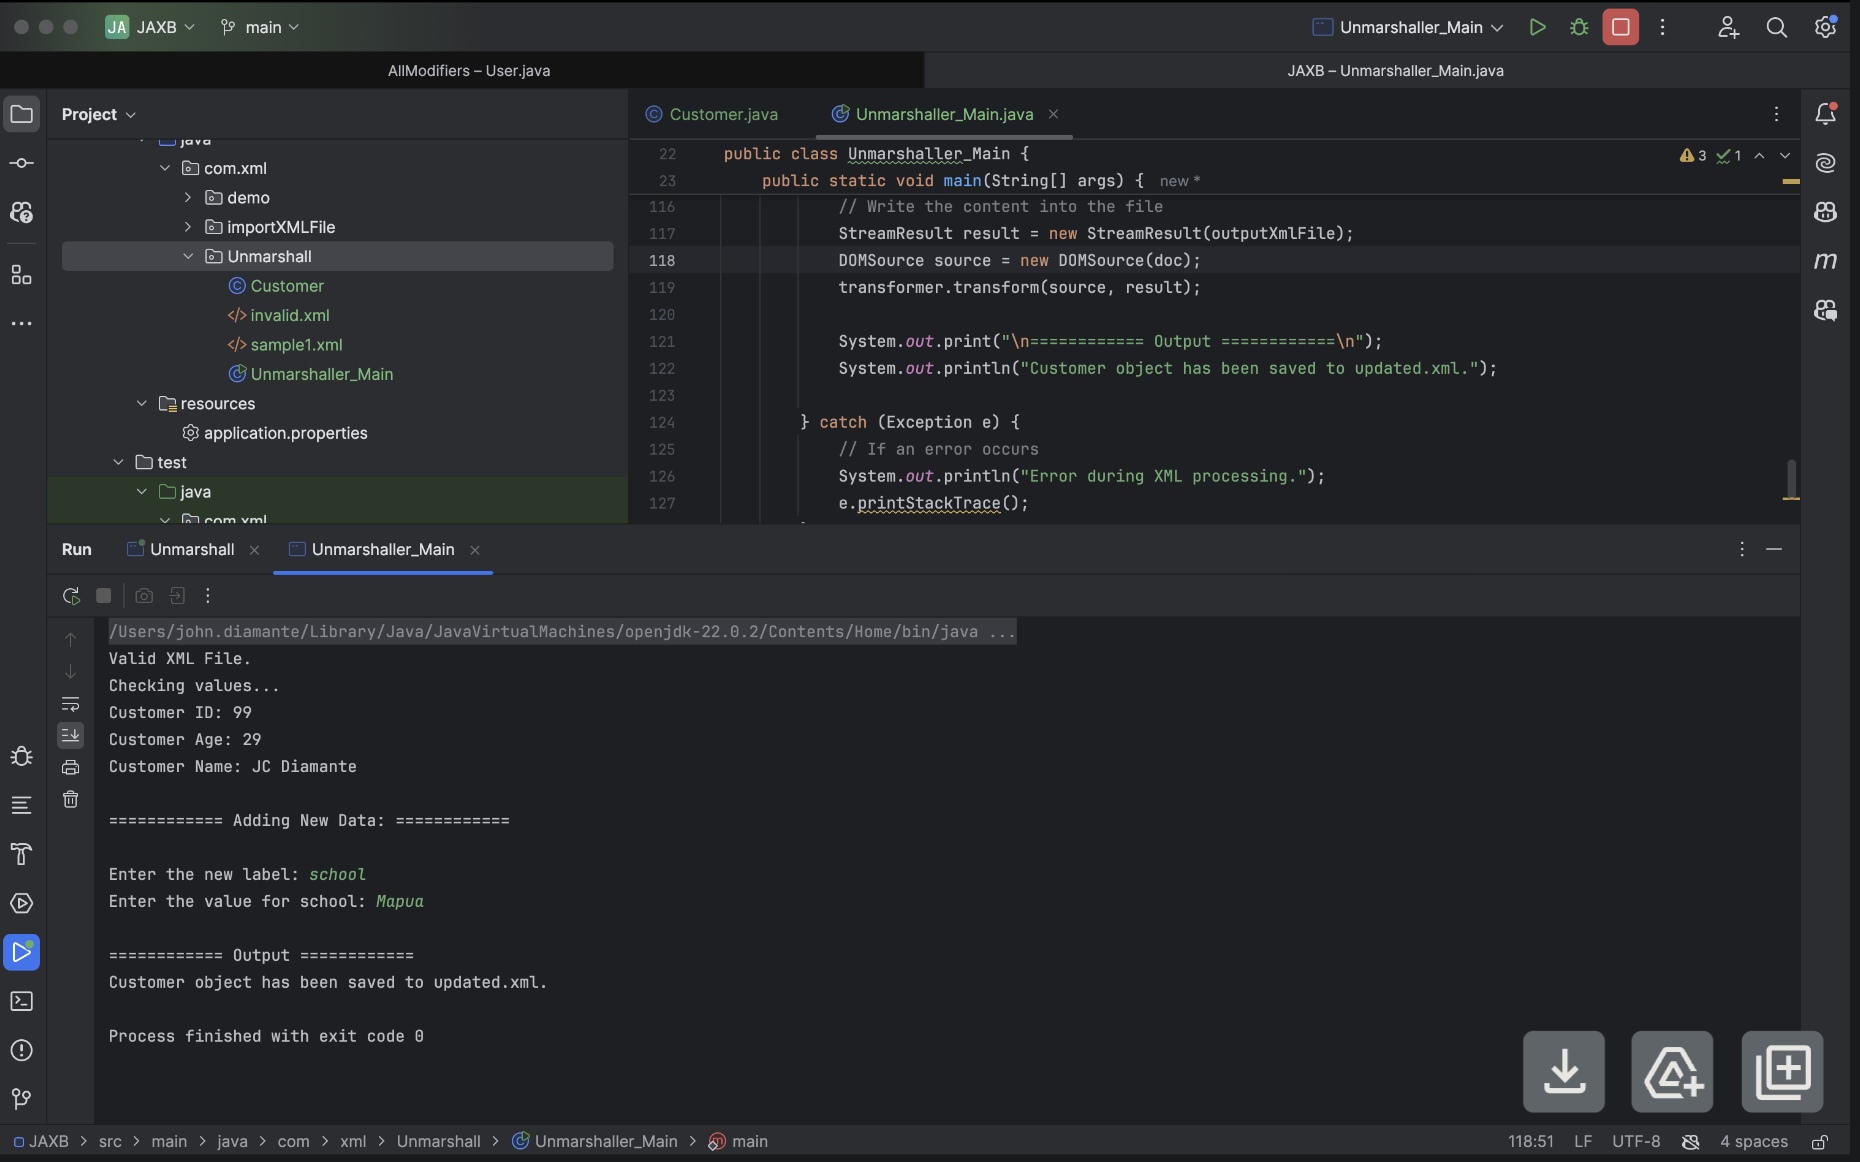 JA JAXB main Unmarshaller_Main
AllModifiers – User.java JAXB – Unmarshaller_Main.java
Project
java
com.xml
demo
importXMLFile
Unmarshall
Customer
invalid.xml
sample1.xml
Unmarshaller_Main
resources
application.properties
test
java
com.xml
Customer.java Unmarshaller_Main.java
22 public class Unmarshaller_Main { 3 1
23 public static void main(String[] args) { new *
116 // Write the content into the file
117 StreamResult result = new StreamResult(outputXmlFile);
118 DOMSource source = new DOMSource(doc);
119 transformer.transform(source, result);
120
121 System.out.print("\n============ Output ============\n");
122 System.out.println("Customer object has been saved to updated.xml.");
123
124 } catch (Exception e) {
125 // If an error occurs
126 System.out.println("Error during XML processing.");
127 e.printStackTrace();
Run Unmarshall Unmarshaller_Main
/Users/john.diamante/Library/Java/JavaVirtualMachines/openjdk-22.0.2/Contents/Home/bin/java ...
Valid XML File.
Checking values...
Customer ID: 99
Customer Age: 29
Customer Name: JC Diamante
============ Adding New Data: ============
Enter the new label: school
Enter the value for school: Mapua
============ Output ============
Customer object has been saved to updated.xml.
Process finished with exit code 0
JAXB > src > main > java > com > xml > Unmarshall > Unmarshaller_Main > main 118:51 LF UTF-8 4 spaces